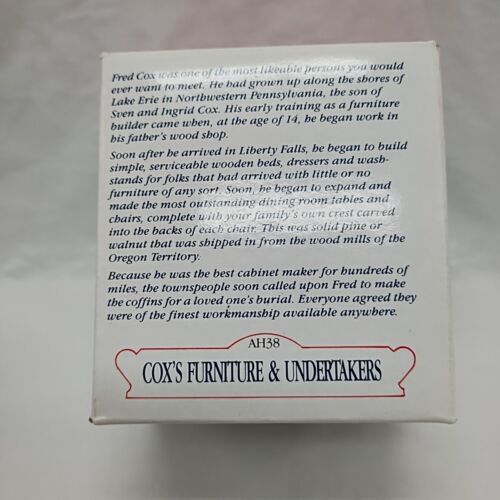 Fred Cox was one of the most likeable persons you would
ever want to meet. He had grown up along the shores of
Lake Erie in Northwestern Pennsylvania, the son of
Sven and Ingrid Cox. His early training as a furniture
builder came when, at the age of 14, he began work in
his father's wood shop.
Soon after be arrived in Liberty Falls, he began to build
simple, serviceable wooden beds, dressers and wash-
stands for folks that had arrived with little or no
furniture of any sort. Soon, he began to expand and
made the most outstanding dining room tables and
chairs, complete with your family's own crest carved
into the backs of each chair. This was solid pine or
walnut that was shipped in from the wood mills of the
Oregon Territory.
Because he was the best cabinet maker for hundreds of
miles, the townspeople soon called upon Fred to make
the coffins for a loved one's burial. Everyone agreed they
were of the finest workmanship available anywhere.
AH38
COX'S FURNITURE & UNDERTAKERS